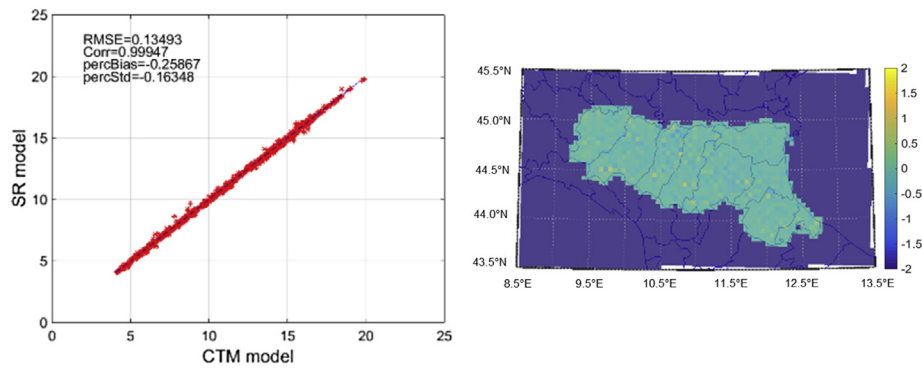 25
20
15
10
5
0
SR model
RMSE=0.13493
Corr=0.99947
percBias=-0.25867
percStd=-0.16348
0 5 10 15 20 25
CTM model
45.5°N
45.0°N
44.5°N
44.0°N
43.5°N
8.5°E 9.5°E 10.5°E 11.5°E 12.5°E 13.5°E
2
1.5
1
0.5
0
-0.5
-1
-1.5
-2